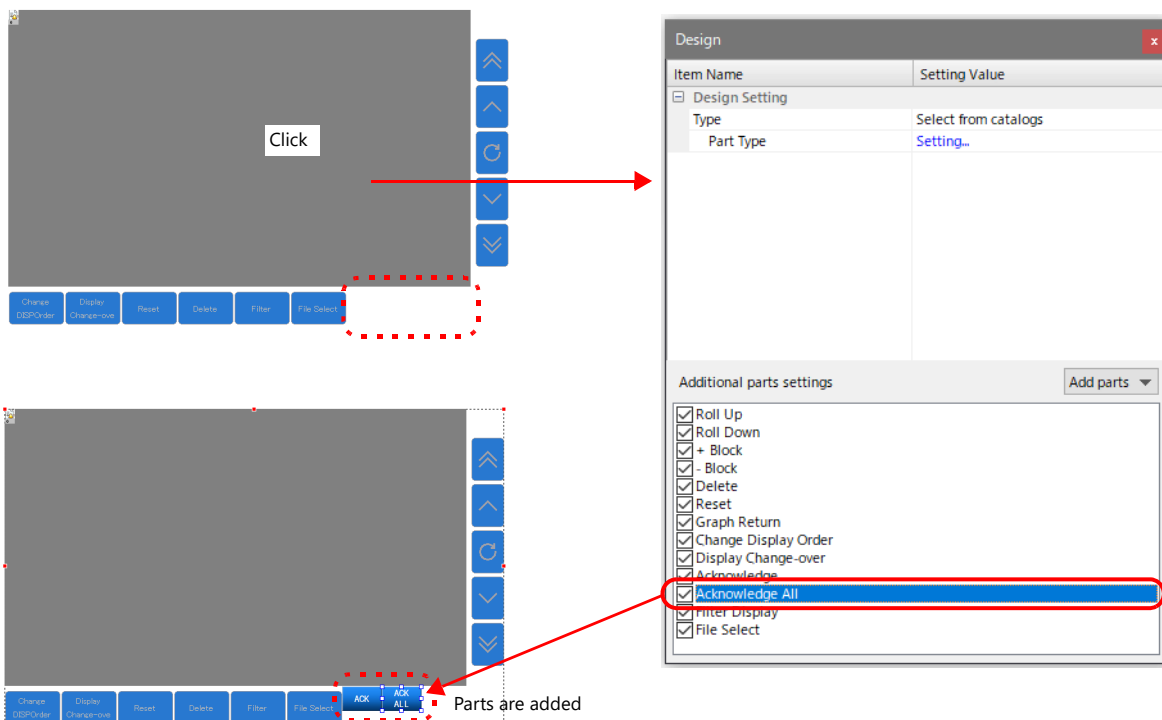 Click
Change
DISPOrder
Display
Change-ove
Reset
Delete
Filter
File Select
Design
x
Item Name
Setting Value
Design Setting
Type
Select from catalogs
Part Type
Setting...
Additional parts settings
Add parts
Roll Up
Roll Down
+ Block
- Block
Delete
Reset
Graph Return
Change Display Order
Display Change-over
Acknowledge
Acknowledge All
Filter Display
File Select
Change
DISPOrder
Display
Change-ove
Reset
Delete
Filter
File Select
ACK
ACK
ALL
Parts are added